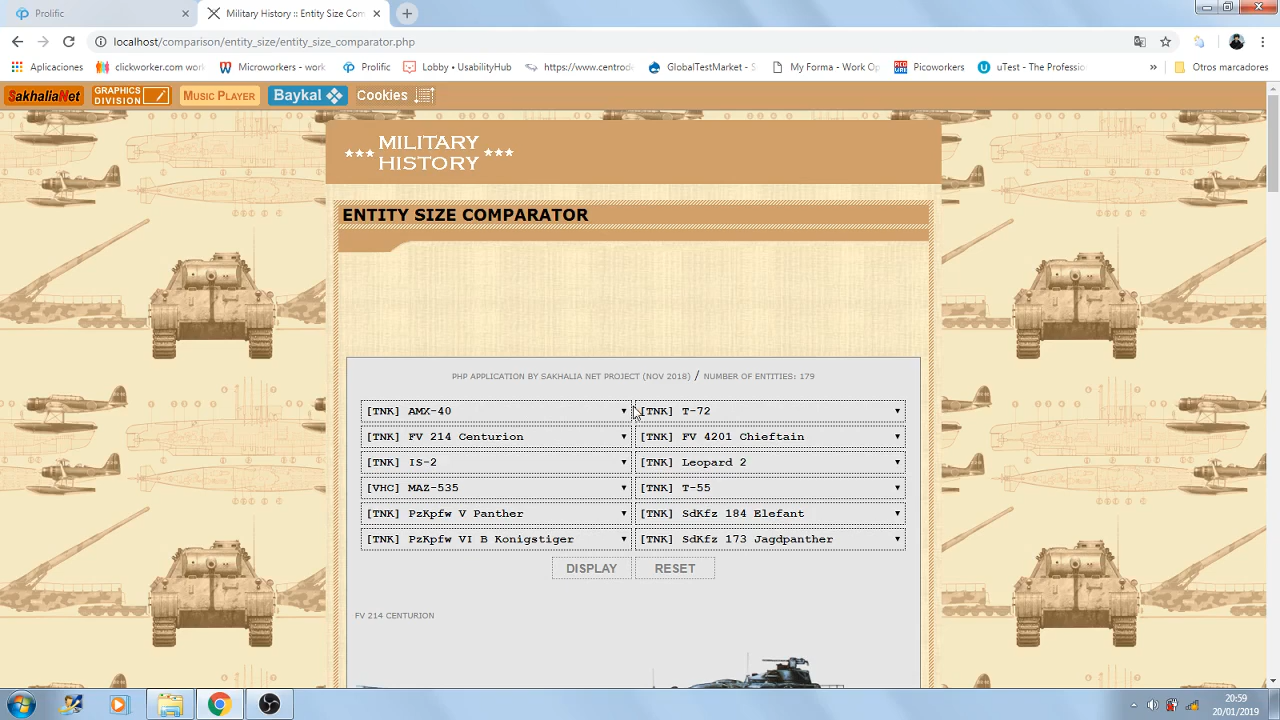 Prolific
Military History :: Entity Size Com
localhost/comparison/entity_size/entity_size_comparator.php
Aplicaciones
clickworker.com work
Microworkers - work
Prolific
Lobby - UsabilityHub
https://www.centrode
GlobalTestMarket - S
My Forma - Work Op
PICO
Picoworkers
uTest - The Professio
»
Otros marcadores
SakhaliaNet
GRAPHICS
DIVISION
MUSIC PLAYER
Baykal
Cookies
MILITARY
HISTORY
ENTITY SIZE COMPARATOR
PHP APPLICATION BY SAKHALIA NET PROJECT (NOV 2018) / NUMBER OF ENTITIES: 179
[TNK] AMX-40
[TNK] T-72
[TNK] FV 214 Centurion
[TNK] FV 4201 Chieftain
[TNK] IS-2
[TNK] Leopard 2
[VHC] MAZ-535
[TNK] T-55
[TNK] PzKpfw V Panther
[TNK] SdKfz 184 Elefant
[TNK] PzKpfw VI B Konigstiger
[TNK] SdKfz 173 Jagdpanther
DISPLAY
RESET
FV 214 CENTURION
20:59
20/01/2019